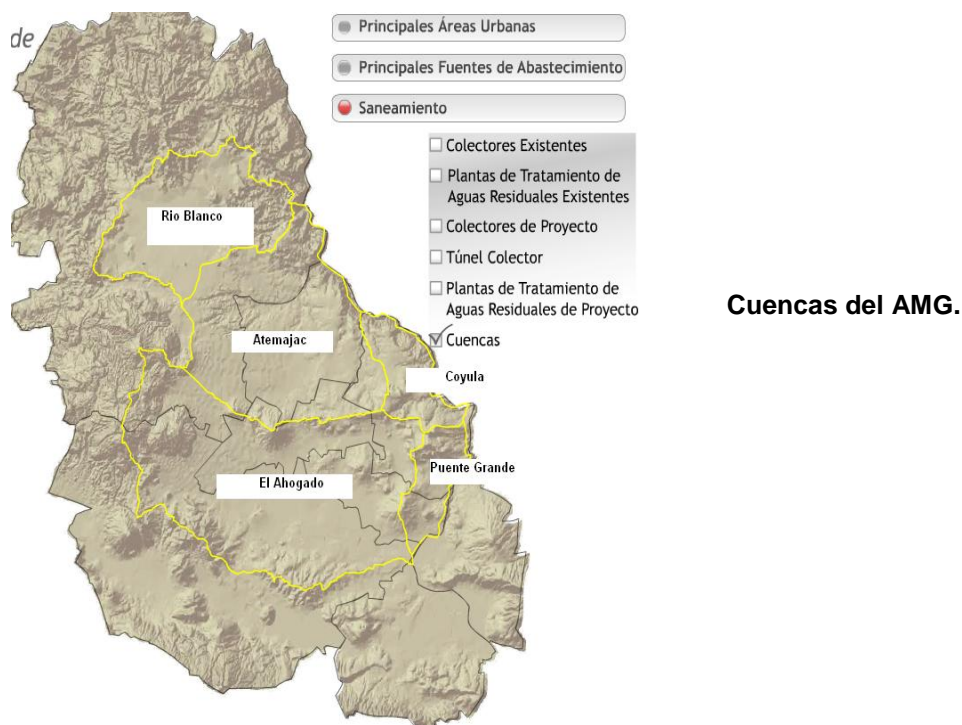 de
Principales Áreas Urbanas
Principales Fuentes de Abastecimiento
Saneamiento
Colectores Existentes
Plantas de Tratamiento de
Aguas Residuales Existentes
Colectores de Proyecto
Túnel Colector
Plantas de Tratamiento de
Aguas Residuales de Proyecto
Cuencas
Rio Blanco
Atemajac
Coyula
Puente Grande
El Ahogado
Cuencas del AMG.